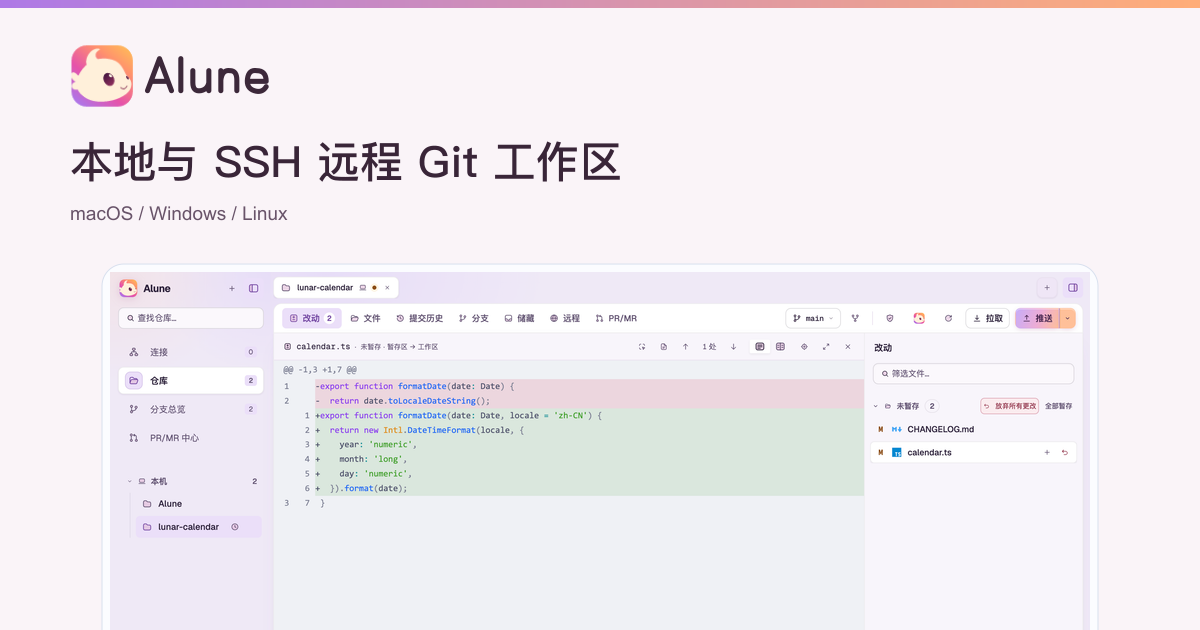 Alune
本地与 SSH 远程 Git 工作区
macOS / Windows / Linux
Alune
lunar-calendar
查找仓库...
改动 2 文件 提交历史 分支 储藏 远程 PR/MR
main
拉取
推送
连接 0
仓库 2
分支总览 2
PR/MR 中心
本机 2
Alune
lunar-calendar
calendar.ts · 未暂存 · 暂存区 → 工作区
1 处
@@ -1,3 +1,7 @@
1 -export function formatDate(date: Date) {
2 -  return date.toLocaleDateString();
1 +export function formatDate(date: Date, locale = 'zh-CN') {
2 +  return new Intl.DateTimeFormat(locale, {
3 +    year: 'numeric',
4 +    month: 'long',
5 +    day: 'numeric',
6 +  }).format(date);
3 7 }
改动
筛选文件...
未暂存 2 放弃所有更改 全部暂存
M CHANGELOG.md
M TS calendar.ts